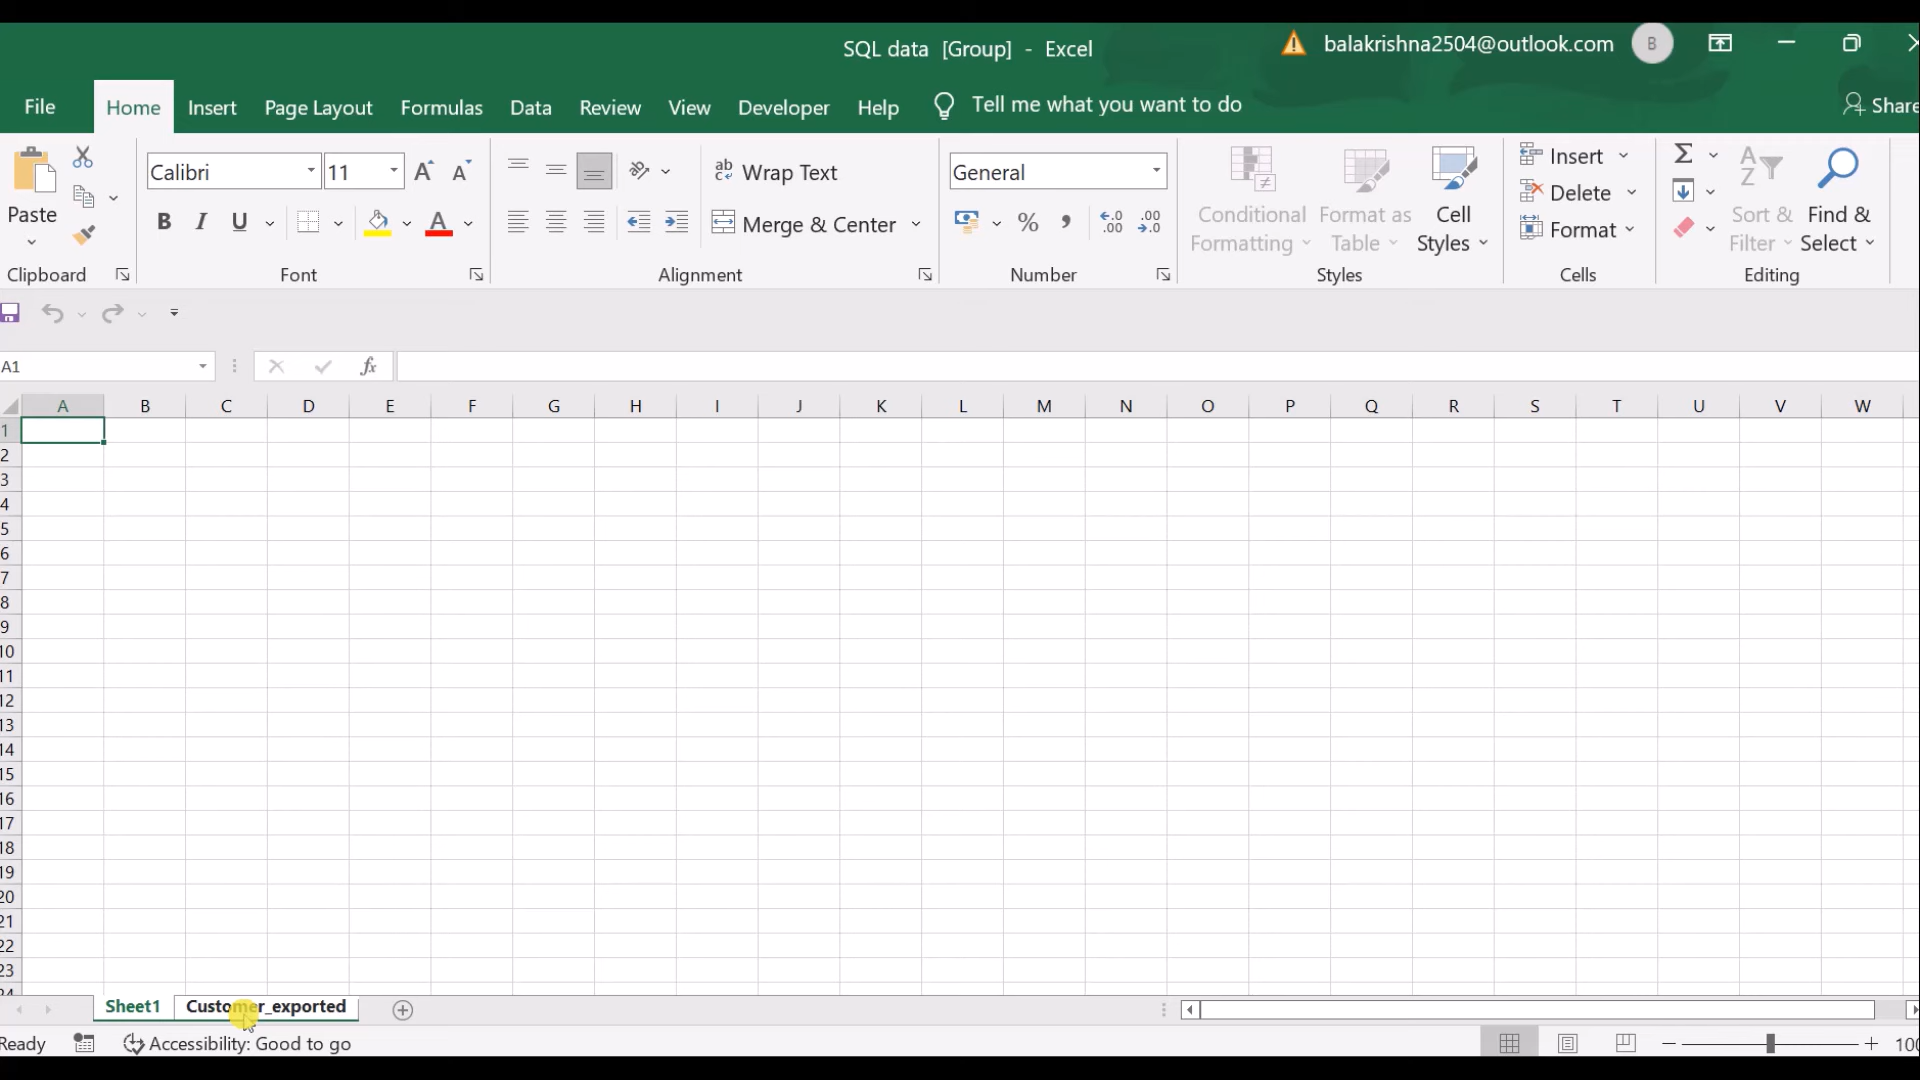 SQL data [Group] - Excel
balakrishna2504@outlook.com
B
File
Home
Insert
Page Layout
Formulas
Data
Review
View
Developer
Help
Tell me what you want to do
Share
Paste
Clipboard
Calibri
11
A
A
B
I
U
A
Font
ab
Wrap Text
Merge & Center
Alignment
General
%
Number
Conditional
Formatting
Format as
Table
Cell
Styles
Styles
Insert
Delete
Format
Cells
Sort &
Filter
Find &
Select
Editing
A1
fx
A B C D E F G H I J K L M N O P Q R S T U V W
1
2
3
4
5
6
7
8
9
10
11
12
13
14
15
16
17
18
19
20
21
22
23
24
Sheet1
Customer_exported
Ready
Accessibility: Good to go
100